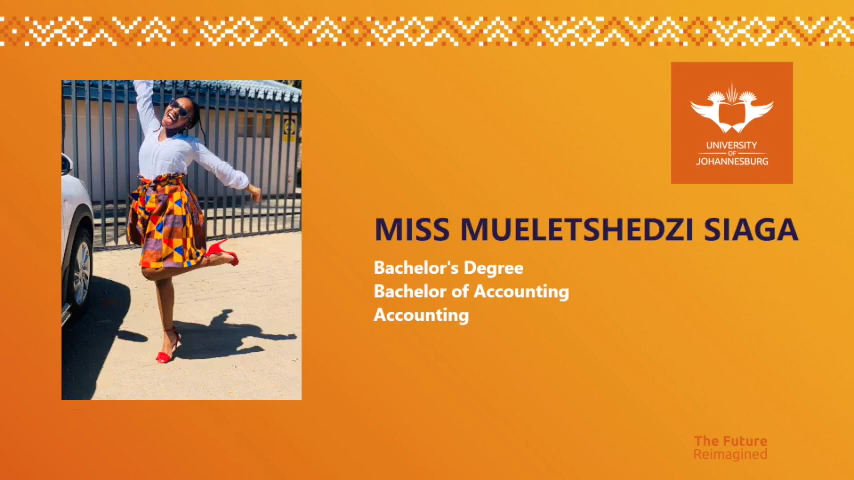 UNIVERSITY
OF
JOHANNESBURG
MISS MUELETSHEDZI SIAGA
Bachelor's Degree
Bachelor of Accounting
Accounting
The Future
Reimagined